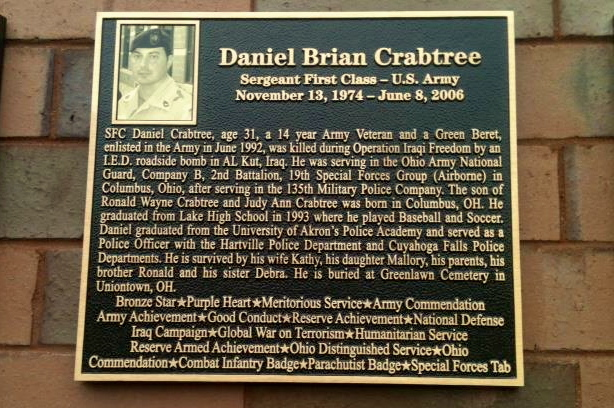 Daniel Brian Crabtree
Sergeant First Class – U.S. Army
November 13, 1974 – June 8, 2006
SFC Daniel Crabtree, age 31, a 14 year Army Veteran and a Green Beret,
enlisted in the Army in June 1992, was killed during Operation Iraqi Freedom by an
I.E.D. roadside bomb in AL Kut, Iraq. He was serving in the Ohio Army National
Guard, Company B, 2nd Battalion, 19th Special Forces Group (Airborne) in
Columbus, Ohio, after serving in the 135th Military Police Company. The son of
Ronald Wayne Crabtree and Judy Ann Crabtree was born in Columbus, OH. He
graduated from Lake High School in 1993 where he played Baseball and Soccer.
Daniel graduated from the University of Akron's Police Academy and served as a
Police Officer with the Hartville Police Department and Cuyahoga Falls Police
Departments. He is survived by his wife Kathy, his daughter Mallory, his parents, his
brother Ronald and his sister Debra. He is buried at Greenlawn Cemetery in
Uniontown, OH.
Bronze Star★Purple Heart★Meritorious Service★Army Commendation
Army Achievement★Good Conduct★Reserve Achievement★National Defense
Iraq Campaign★Global War on Terrorism★Humanitarian Service
Reserve Armed Achievement★Ohio Distinguished Service★Ohio
Commendation★Combat Infantry Badge★Parachutist Badge★Special Forces Tab